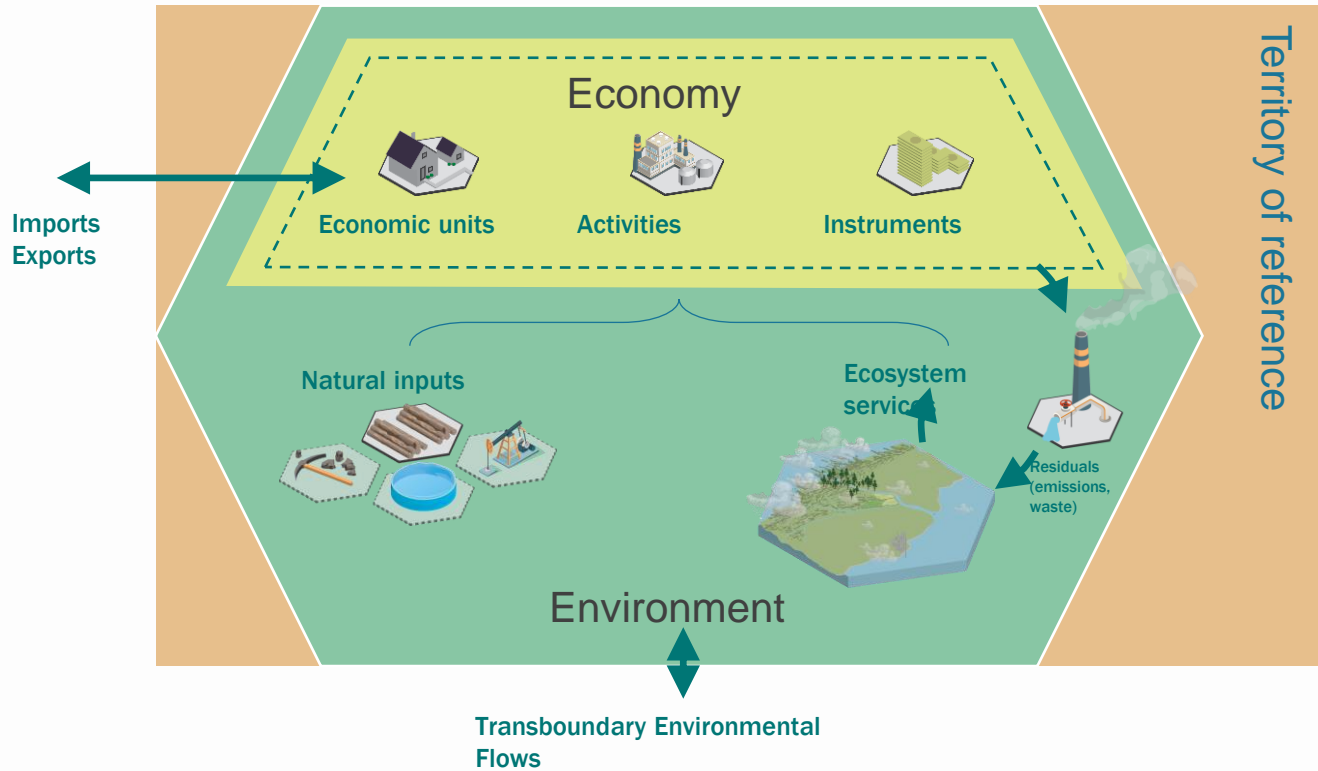 Economy
Economic units
Activities
Instruments
Imports
Exports
Territory of reference
Natural inputs
Ecosystem
services
Residuals
(emissions,
waste)
Environment
Transboundary Environmental
Flows